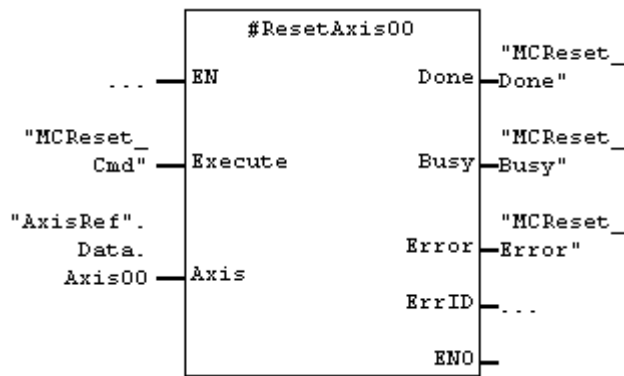 #ResetAxis00
... EN Done "MCReset_
Done"
"MCReset_
Cmd" Execute Busy "MCReset_
Busy"
"AxisRef".
Data.
Axis00 Axis
Error "MCReset_
Error"
ErrID ...
ENO